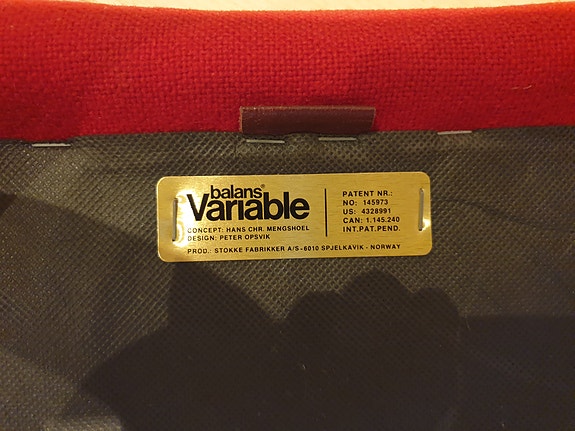 balans®
Variable
CONCEPT: HANS CHR. MENGSHOEL
DESIGN: PETER OPSVIK
PROD.: STOKKE FABRIKKER A/S - 6010 SPJELKAVIK - NORWAY
PATENT NR.:
NO: 145973
US: 4328991
CAN: 1.145.240
INT.PAT.PEND.